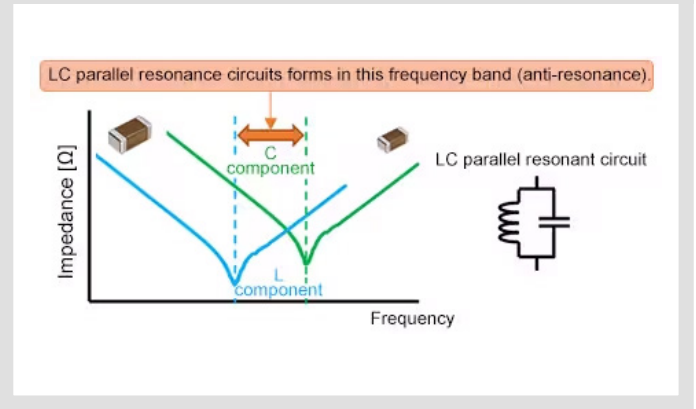 LC parallel resonance circuits forms in this frequency band (anti-resonance).
Impedance [Ω]
C
component
L
component
Frequency
LC parallel resonant circuit